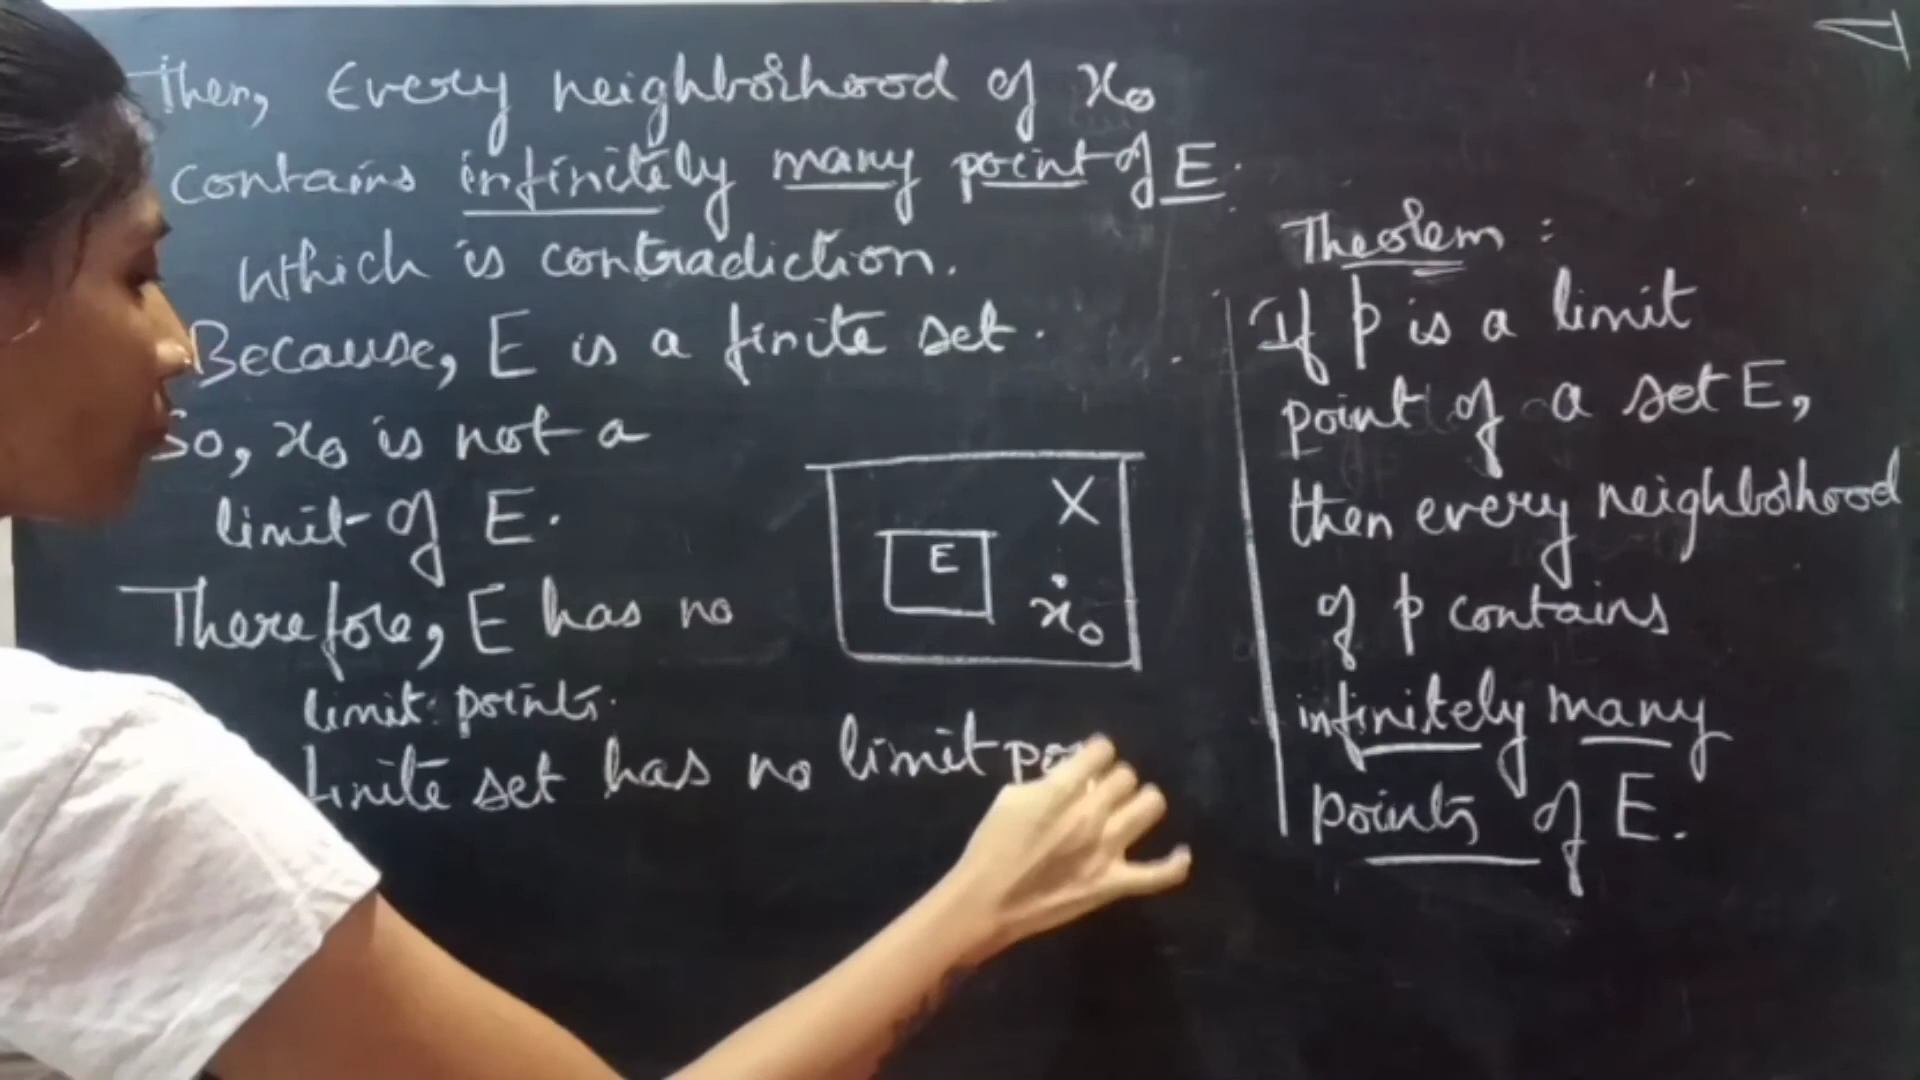 Then, Every neighborhood of x₀
contains infinitely many point of E.
Which is contradiction.
Because, E is a finite set.
So, x₀ is not a
limit of E.
Therefore, E has no
limit points.
finite set has no limit
X
E
x₀
Theorem :
If p is a limit
point of a set E,
then every neighborhood
of p contains
infinitely many
points of E.